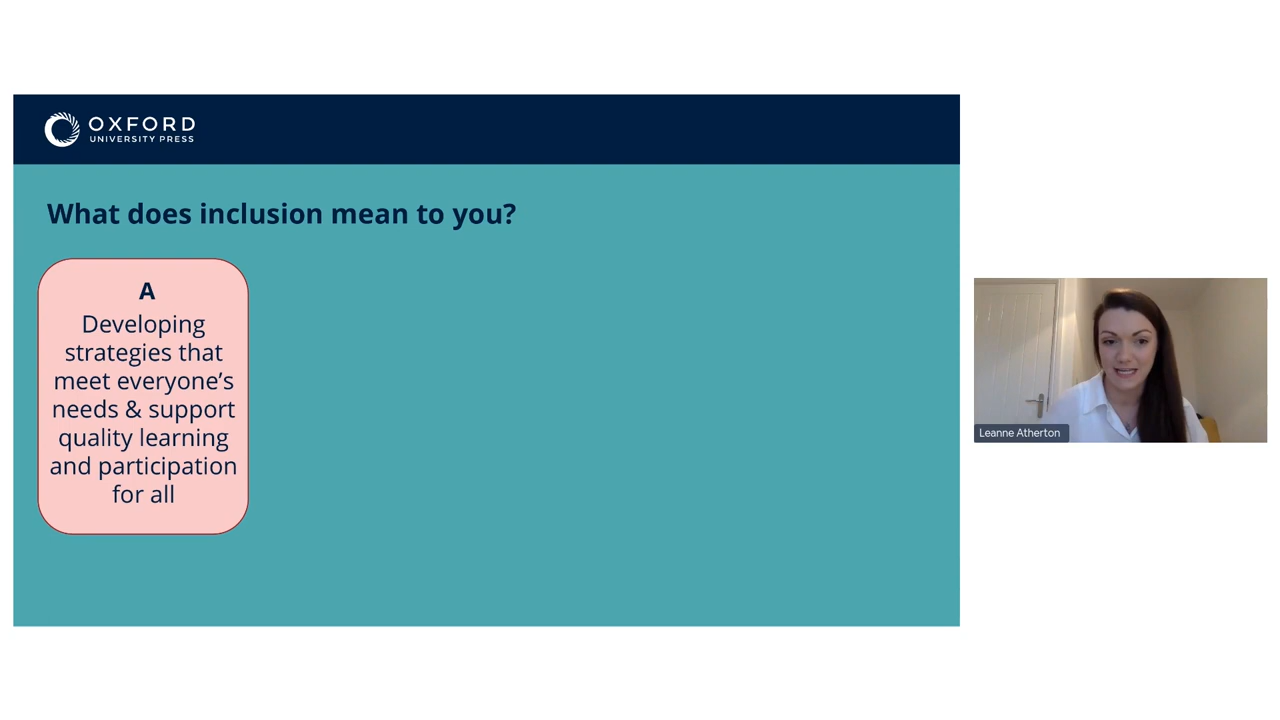 OXFORD
UNIVERSITY PRESS
What does inclusion mean to you?
A
Developing
strategies that
meet everyone’s
needs & support
quality learning
and participation
for all
Leanne Atherton